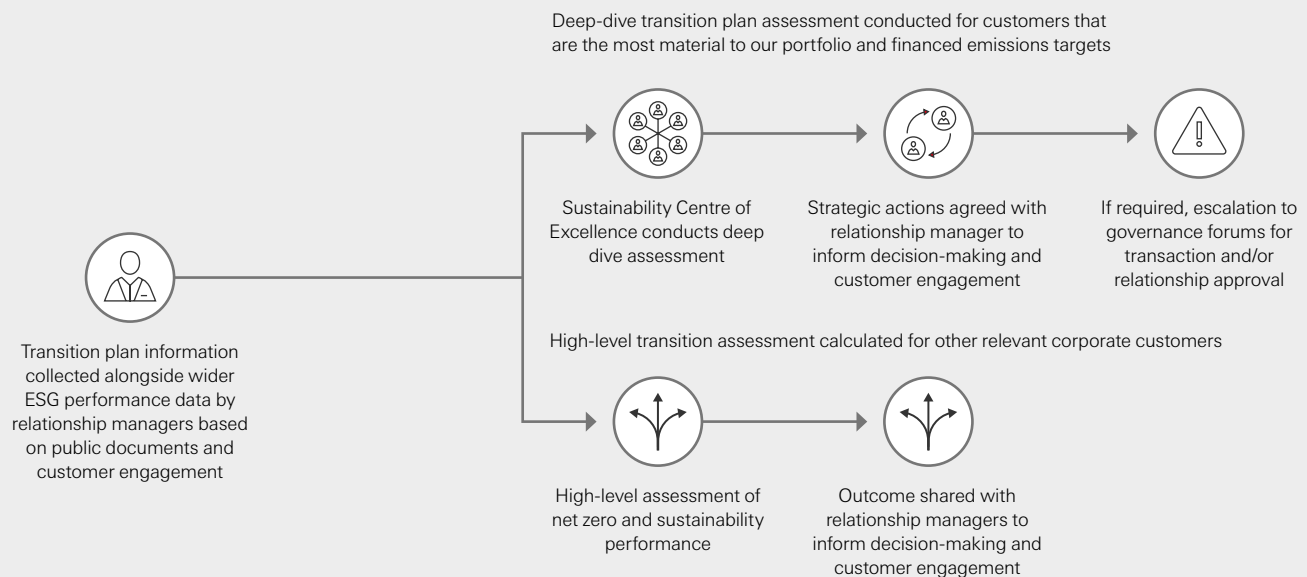 Deep-dive transition plan assessment conducted for customers that
are the most material to our portfolio and financed emissions targets
Sustainability Centre of
Excellence conducts deep
dive assessment
Strategic actions agreed with
relationship manager to
inform decision-making and
customer engagement
If required, escalation to
governance forums for
transaction and/or
relationship approval
Transition plan information
collected alongside wider
ESG performance data by
relationship managers based
on public documents and
customer engagement
High-level transition assessment calculated for other relevant corporate customers
High-level assessment of
net zero and sustainability
performance
Outcome shared with
relationship managers to
inform decision-making and
customer engagement